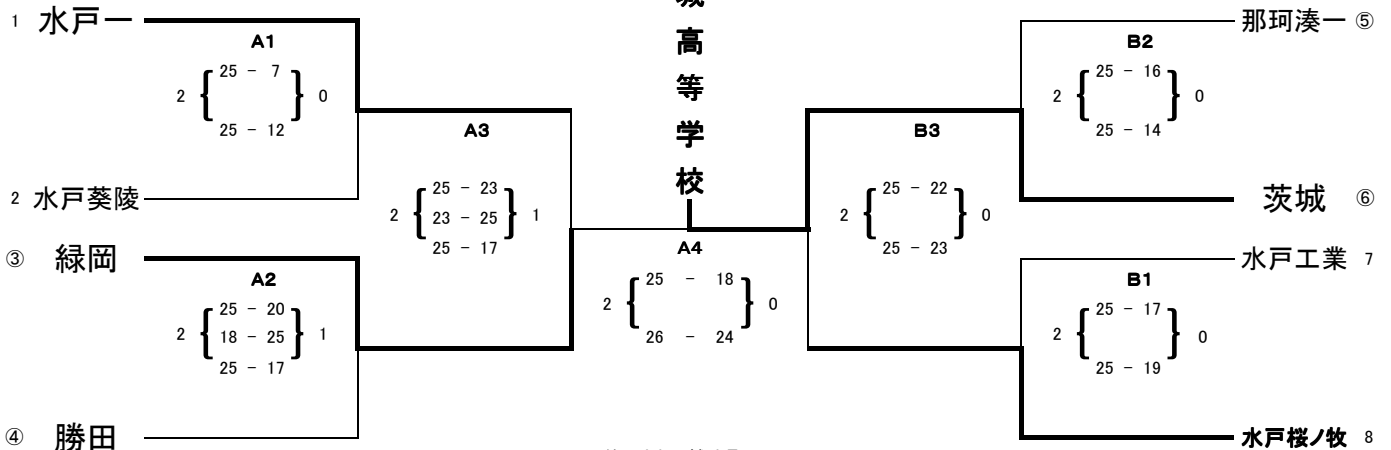 1 水戸一
A1
25 - 7
2 { } 0
25 - 12
2 水戸葵陵
A3
25 - 23
2 { 23 - 25 } 1
25 - 17
③ 緑岡
A2
25 - 20
2 { 18 - 25 } 1
25 - 17
④ 勝田
高
等
学
校
A4
25 - 18
2 { } 0
26 - 24
那珂湊一 ⑤
B2
25 - 16
2 { } 0
25 - 14
茨城 ⑥
B3
25 - 22
2 { } 0
25 - 23
水戸工業 7
B1
25 - 17
2 { } 0
25 - 19
水戸桜ノ牧 8